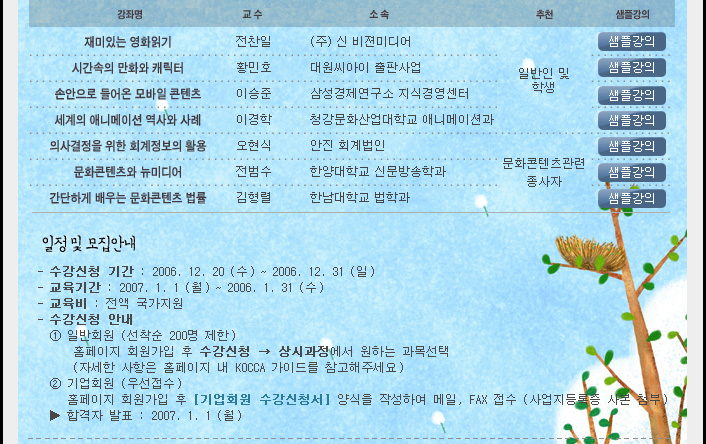 강좌명 교 수 소 속 추천 샘플강의
재미있는 영화읽기 전찬일 (주) 신 비젼미디어 샘플강의
시간속의 만화와 캐릭터 황민호 대원씨아이 출판사업 샘플강의
일반인 및
학생
손안으로 들어온 모바일 콘텐츠 이승준 삼성경제연구소 지식경영센터 샘플강의
세계의 애니메이션 역사와 사례 이경학 청강문화산업대학교 애니메이션과 샘플강의
의사결정을 위한 회계정보의 활용 오현식 안진 회계법인 샘플강의
문화콘텐츠관련
종사자
문화콘텐츠와 뉴미디어 전범수 한양대학교 신문방송학과 샘플강의
간단하게 배우는 문화콘텐츠 법률 김형렬 한남대학교 법학과 샘플강의
일정 및 모집안내
- 수강신청 기간 : 2006. 12. 20 (수) ~ 2006. 12. 31 (일)
- 교육기간 : 2007. 1. 1 (월) ~ 2006. 1. 31 (수)
- 교육비 : 전액 국가지원
- 수강신청 안내
① 일반회원 (선착순 200명 제한)
홈페이지 회원가입 후 수강신청 → 상시과정에서 원하는 과목선택
(자세한 사항은 홈페이지 내 KOCCA 가이드를 참고해주세요)
② 기업회원 (우선접수)
홈페이지 회원가입 후 [기업회원 수강신청서] 양식을 작성하여 메일, FAX 접수 (사업자등록증 사본 첨부)
▶ 합격자 발표 : 2007. 1. 1 (월)